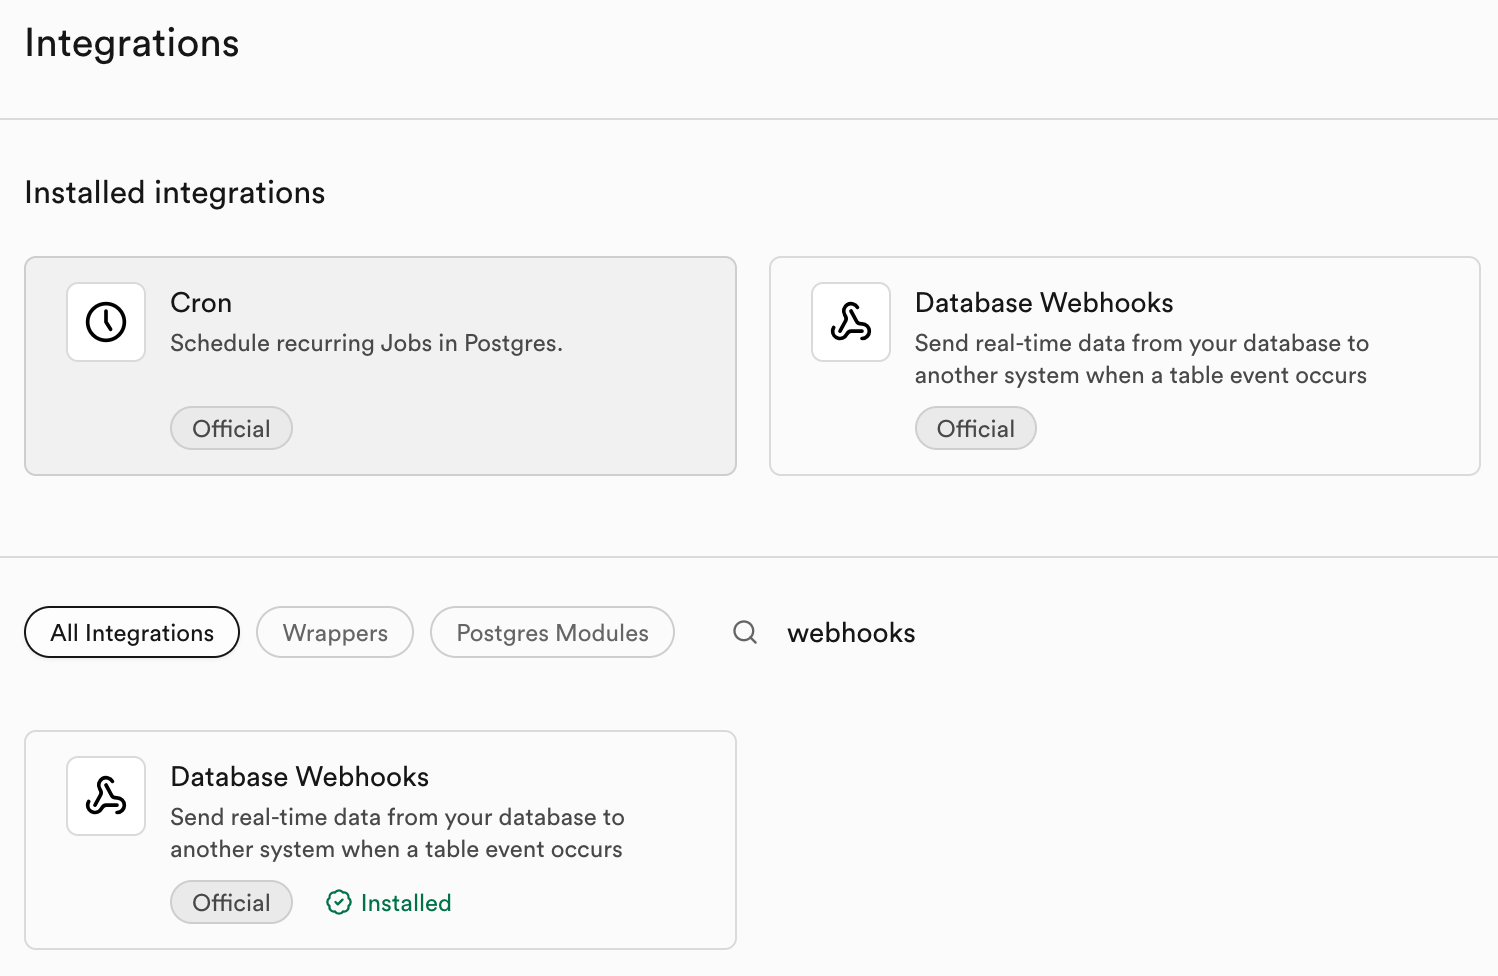 Integrations
Installed integrations
Cron
Schedule recurring Jobs in Postgres.
Official
Database Webhooks
Send real-time data from your database to
another system when a table event occurs
Official
All Integrations
Wrappers
Postgres Modules
webhooks
Database Webhooks
Send real-time data from your database to
another system when a table event occurs
Official
Installed